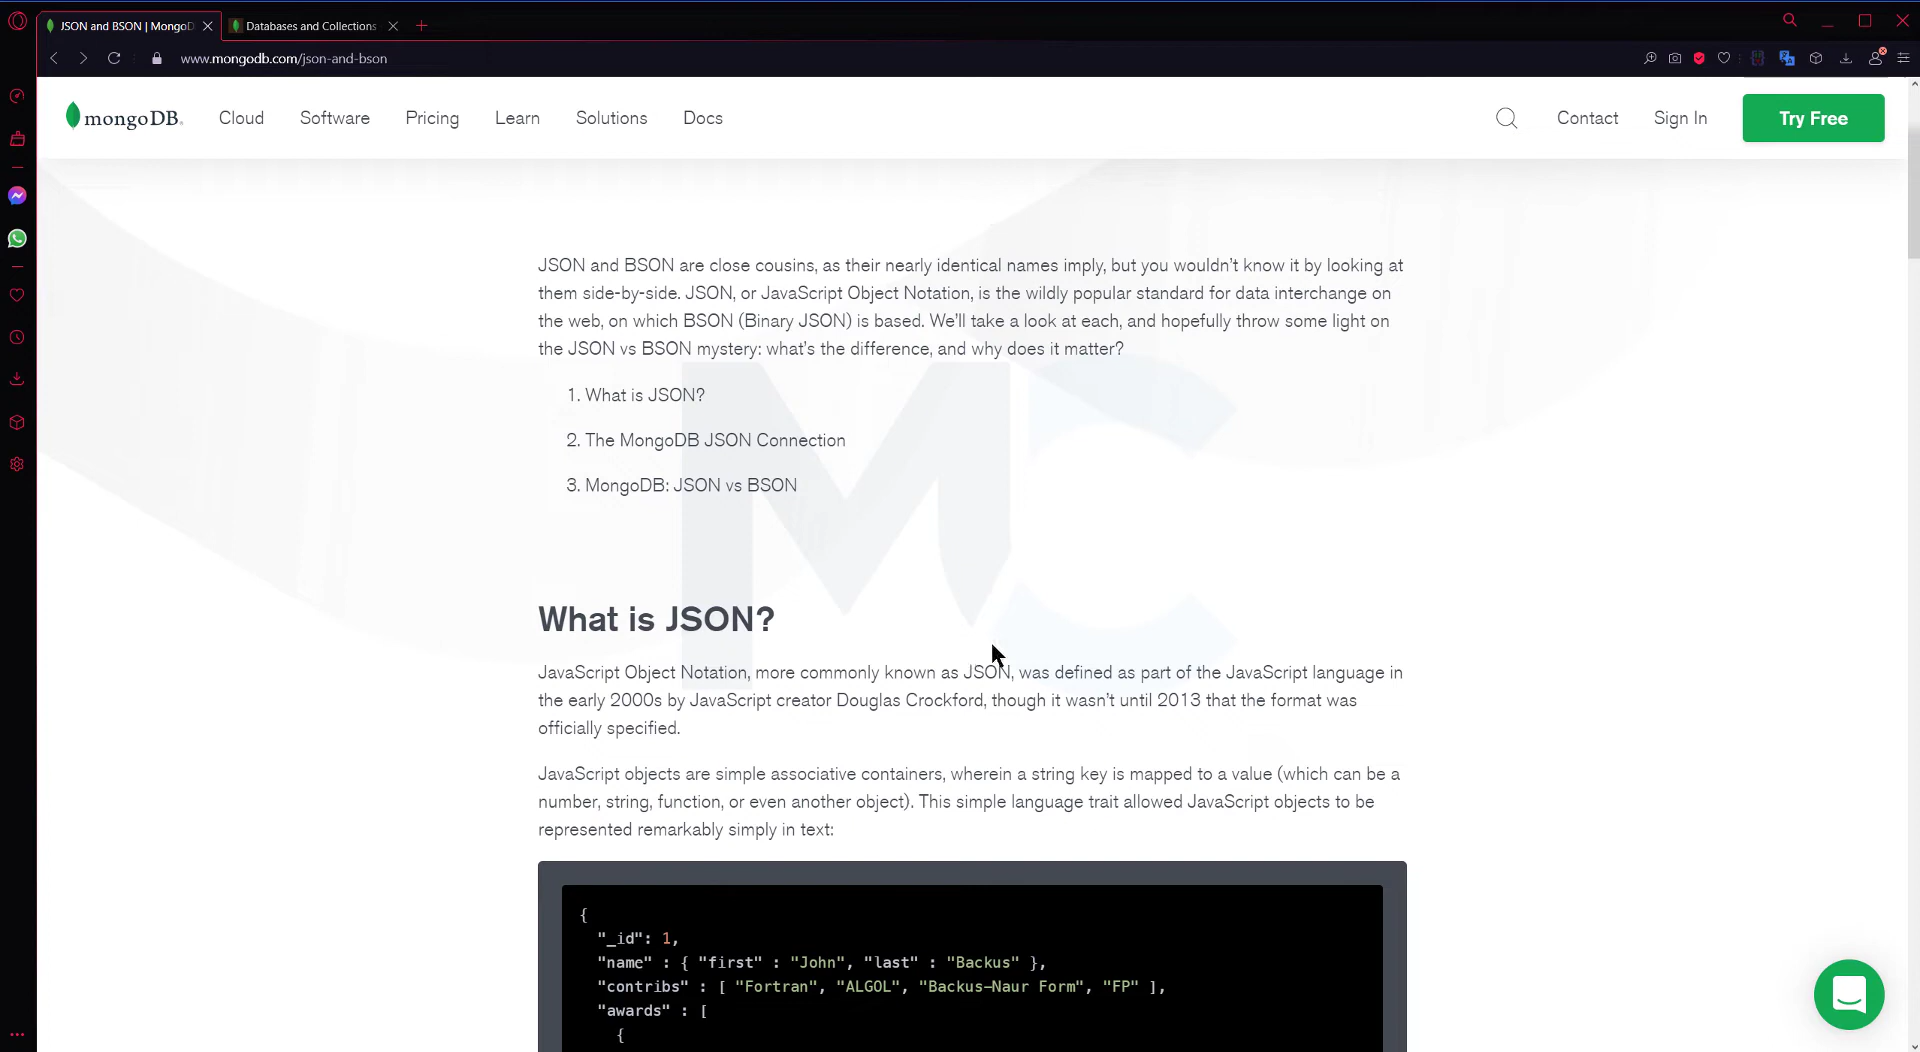 JSON and BSON | MongoD
Databases and Collections
www.mongodb.com/json-and-bson
mongoDB
Cloud
Software
Pricing
Learn
Solutions
Docs
Contact
Sign In
Try Free
JSON and BSON are close cousins, as their nearly identical names imply, but you wouldn't know it by looking at
them side-by-side. JSON, or JavaScript Object Notation, is the wildly popular standard for data interchange on
the web, on which BSON (Binary JSON) is based. We'll take a look at each, and hopefully throw some light on
the JSON vs BSON mystery: what's the difference, and why does it matter?
1. What is JSON?
2. The MongoDB JSON Connection
3. MongoDB: JSON vs BSON
MC
What is JSON?
JavaScript Object Notation, more commonly known as JSON, was defined as part of the JavaScript language in
the early 2000s by JavaScript creator Douglas Crockford, though it wasn't until 2013 that the format was
officially specified.
JavaScript objects are simple associative containers, wherein a string key is mapped to a value (which can be a
number, string, function, or even another object). This simple language trait allowed JavaScript objects to be
represented remarkably simply in text:
{
"_id": 1,
"name" : { "first" : "John", "last" : "Backus" },
"contribs" : [ "Fortran", "ALGOL", "Backus-Naur Form", "FP" ],
"awards" : [
{